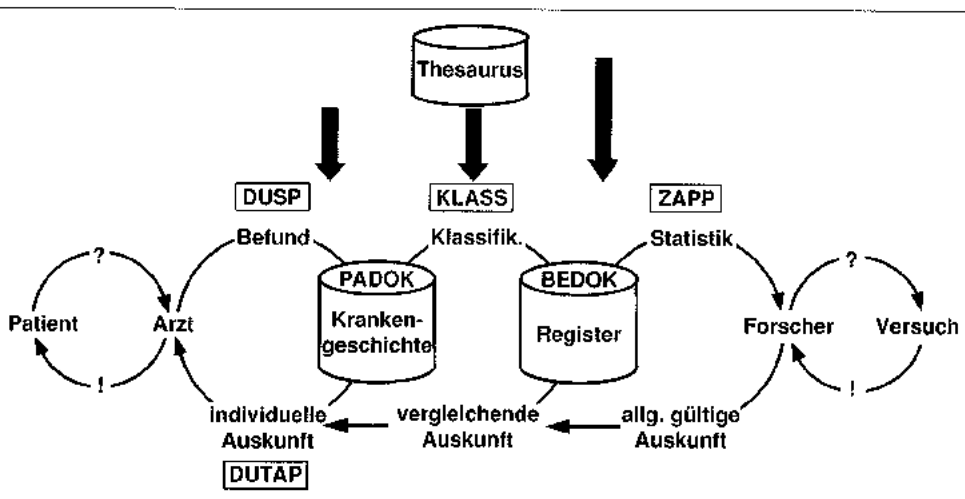 Thesaurus
DUSP
KLASS
ZAPP
Befund
Klassifik.
Statistik
?
?
PADOK
BEDOK
Patient
Arzt
Kranken-
geschichte
Register
Forscher
Versuch
!
!
individuelle
Auskunft
vergleichende
Auskunft
allg. gültige
Auskunft
DUTAP